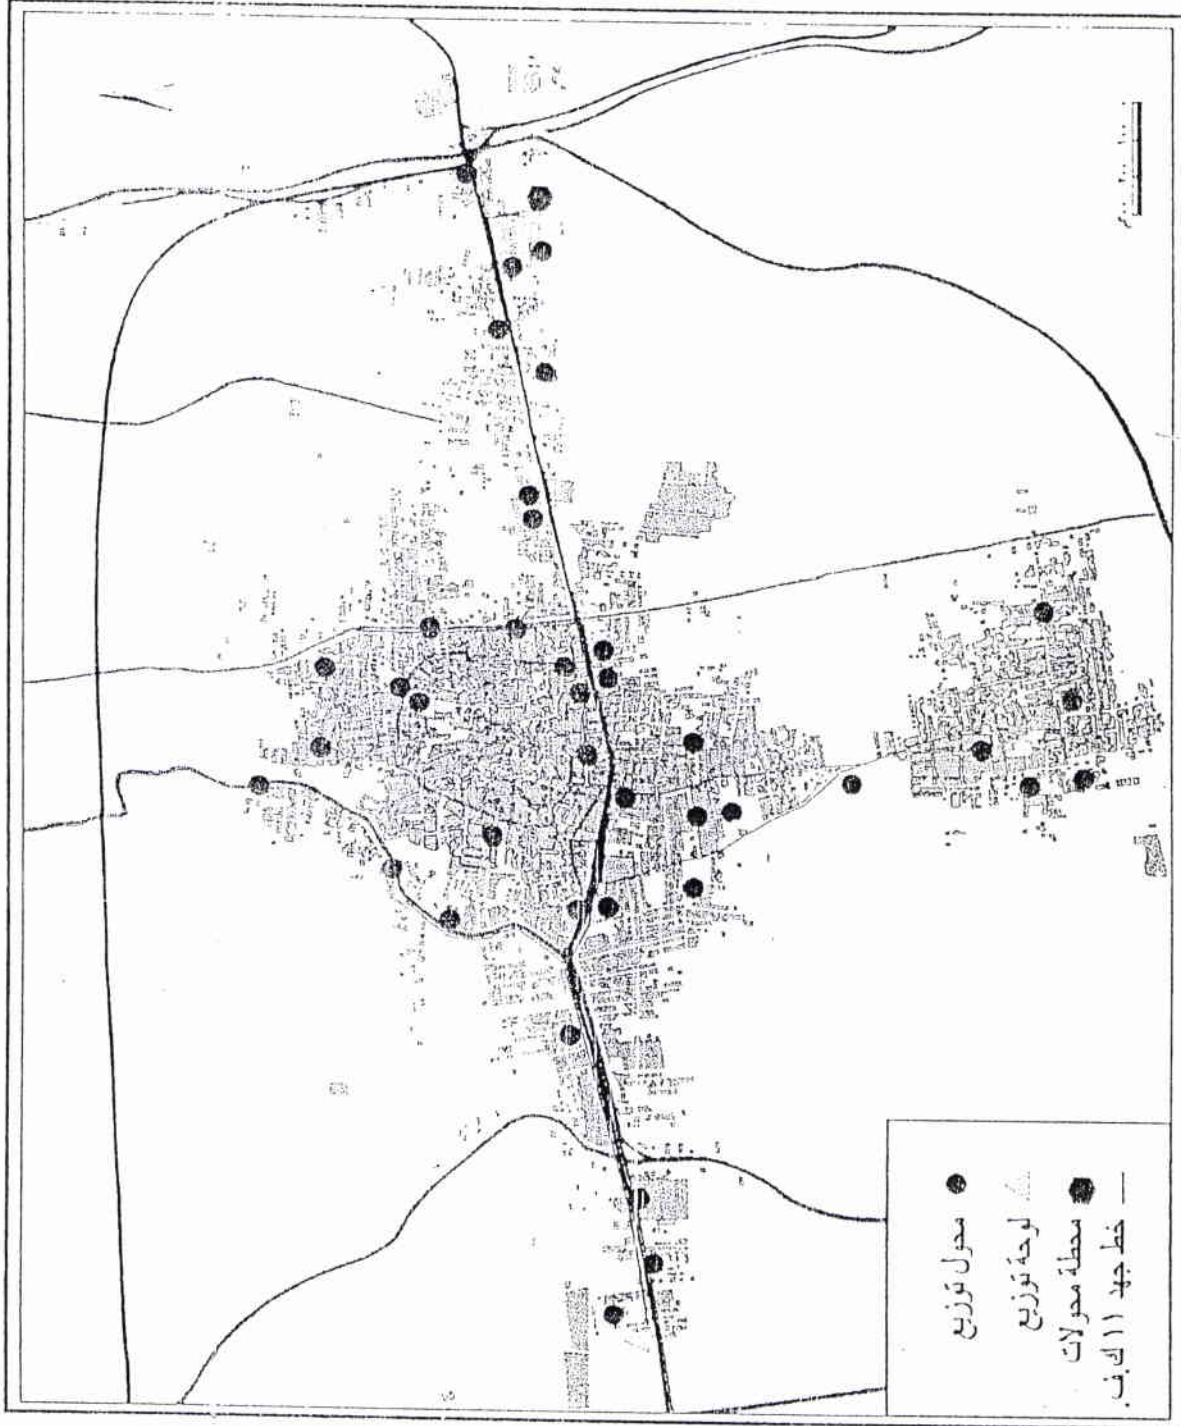 محول توزيع
لوحة توزيع
محطة محولات
خط جهد ١١ ك.ف.